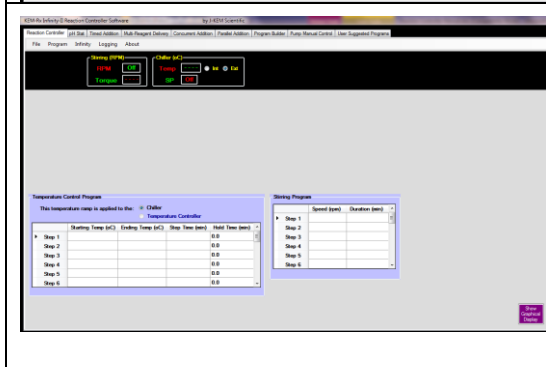 KEM-Rx Infinity-2 Reaction Controller Software by J-KEM Scientific
Reaction Controller pH Stat Timed Addition Multi-Reagent Delivery Concurrent Addition Parallel Addition Program Builder Pump Manual Control User Suggested Programs
File Program Infinity Logging About
Stirring (RPM) Chiller (oC)
RPM Off Temp ---- Int Ext
Torque ---- SP Off
Temperature Control Program Stirring Program
This temperature ramp is applied to the: Chiller
Temperature Controller
Starting Temp (oC) Ending Temp (oC) Step Time (min) Hold Time (min) Speed (rpm) Duration (min)
Step 1 0.0 Step 1
Step 2 0.0 Step 2
Step 3 0.0 Step 3
Step 4 0.0 Step 4
Step 5 0.0 Step 5
Step 6 0.0 Step 6
Show
Graphical
Display